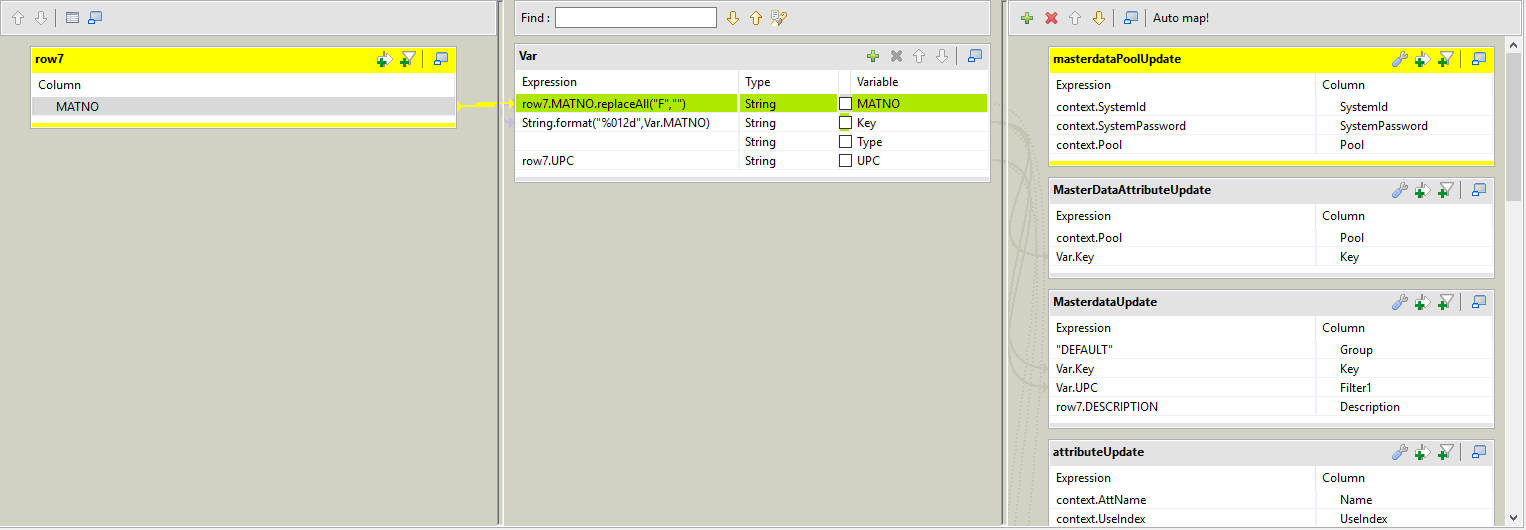 Find :
Auto map!
row7
Column
MATNO
Var
Expression Type Variable
row7.MATNO.replaceAll("F","") String MATNO
String.format("%012d",Var.MATNO) String Key
String Type
row7.UPC String UPC
masterdataPoolUpdate
Expression Column
context.SystemId SystemId
context.SystemPassword SystemPassword
context.Pool Pool
MasterDataAttributeUpdate
Expression Column
context.Pool Pool
Var.Key Key
MasterdataUpdate
Expression Column
"DEFAULT" Group
Var.Key Key
Var.UPC Filter1
row7.DESCRIPTION Description
attributeUpdate
Expression Column
context.AttName Name
context.UseIndex UseIndex